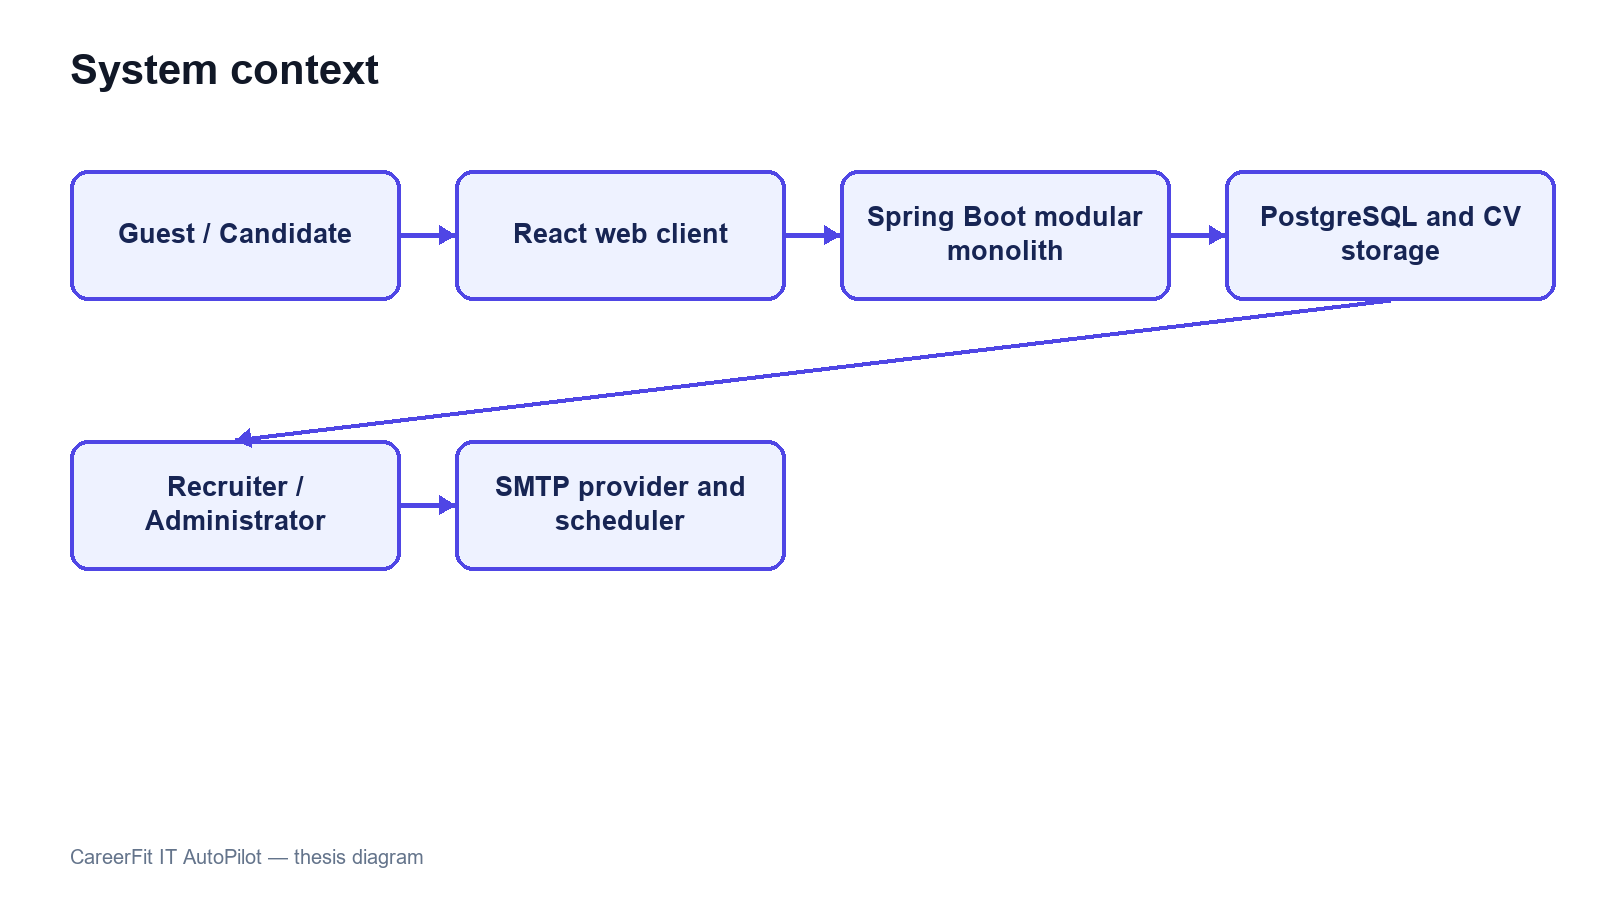 System context
Guest / Candidate
React web client
Spring Boot modular
monolith
PostgreSQL and CV
storage
Recruiter /
Administrator
SMTP provider and
scheduler
CareerFit IT AutoPilot — thesis diagram